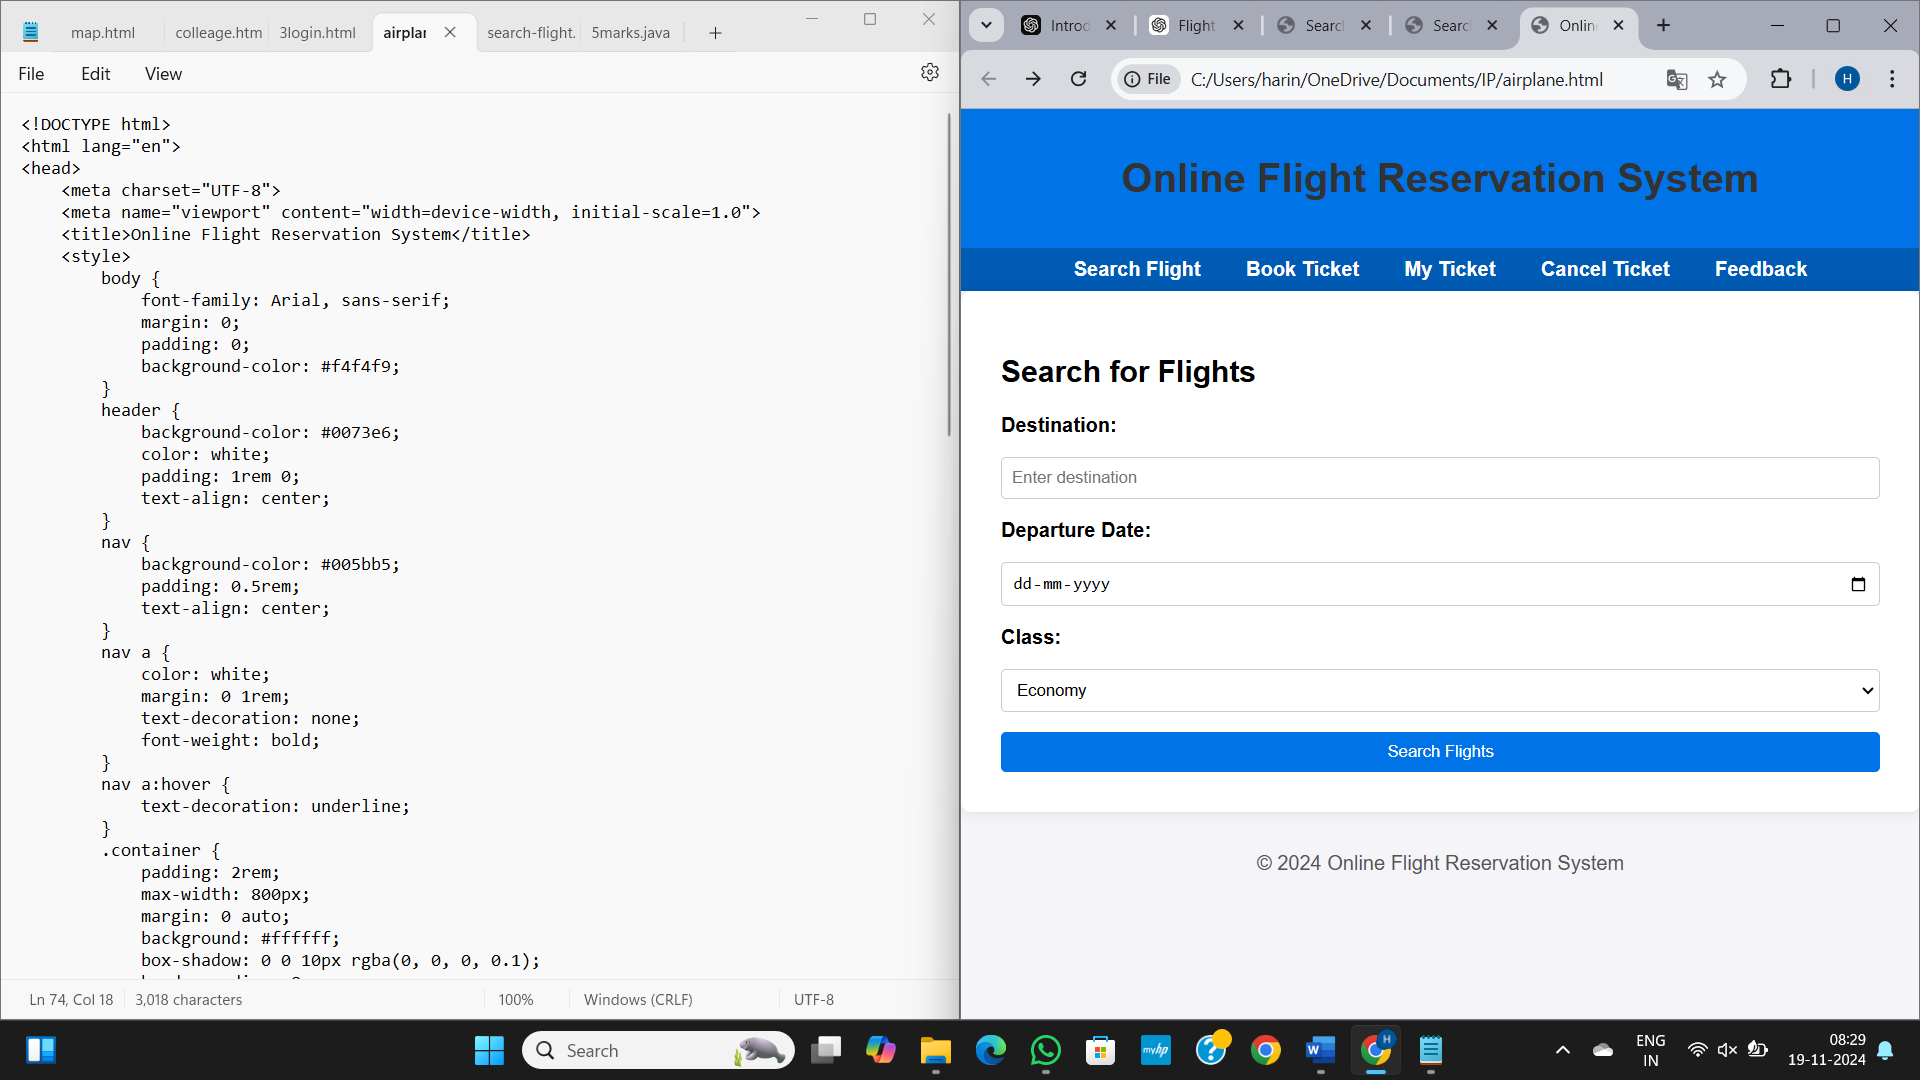 map.html colleage.htm 3login.html airplar search-flight. 5marks.java
File Edit View
<!DOCTYPE html>
<html lang="en">
<head>
<meta charset="UTF-8">
<meta name="viewport" content="width=device-width, initial-scale=1.0">
<title>Online Flight Reservation System</title>
<style>
body {
font-family: Arial, sans-serif;
margin: 0;
padding: 0;
background-color: #f4f4f9;
}
header {
background-color: #0073e6;
color: white;
padding: 1rem 0;
text-align: center;
}
nav {
background-color: #005bb5;
padding: 0.5rem;
text-align: center;
}
nav a {
color: white;
margin: 0 1rem;
text-decoration: none;
font-weight: bold;
}
nav a:hover {
text-decoration: underline;
}
.container {
padding: 2rem;
max-width: 800px;
margin: 0 auto;
background: #ffffff;
box-shadow: 0 0 10px rgba(0, 0, 0, 0.1);
Ln 74, Col 18 3,018 characters 100% Windows (CRLF) UTF-8
Introd Flight Searc Searc Onlin
File C:/Users/harin/OneDrive/Documents/IP/airplane.html H
Online Flight Reservation System
Search Flight Book Ticket My Ticket Cancel Ticket Feedback
Search for Flights
Destination:
Enter destination
Departure Date:
dd-mm-yyyy
Class:
Economy
Search Flights
© 2024 Online Flight Reservation System
Search
myhp
W
H
ENG
IN
08:29
19-11-2024